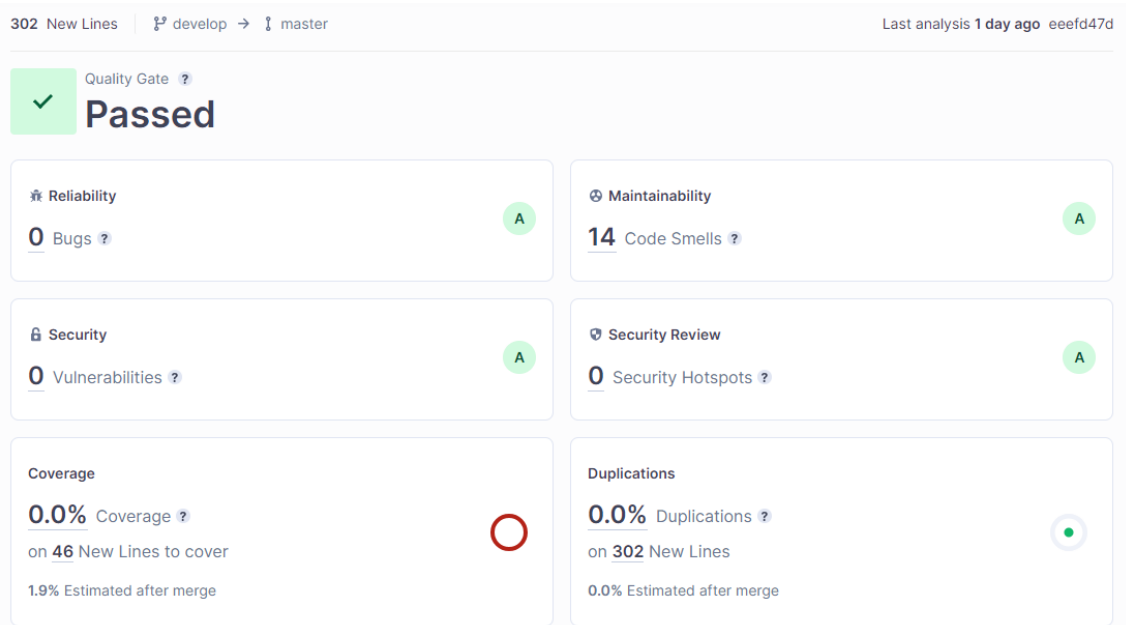 302 New Lines develop → master Last analysis 1 day ago eeefd47d
Quality Gate ?
Passed
Reliability
0 Bugs ?
A
Maintainability
14 Code Smells ?
A
Security
0 Vulnerabilities ?
A
Security Review
0 Security Hotspots ?
A
Coverage
0.0% Coverage ?
on 46 New Lines to cover
1.9% Estimated after merge
Duplications
0.0% Duplications ?
on 302 New Lines
0.0% Estimated after merge